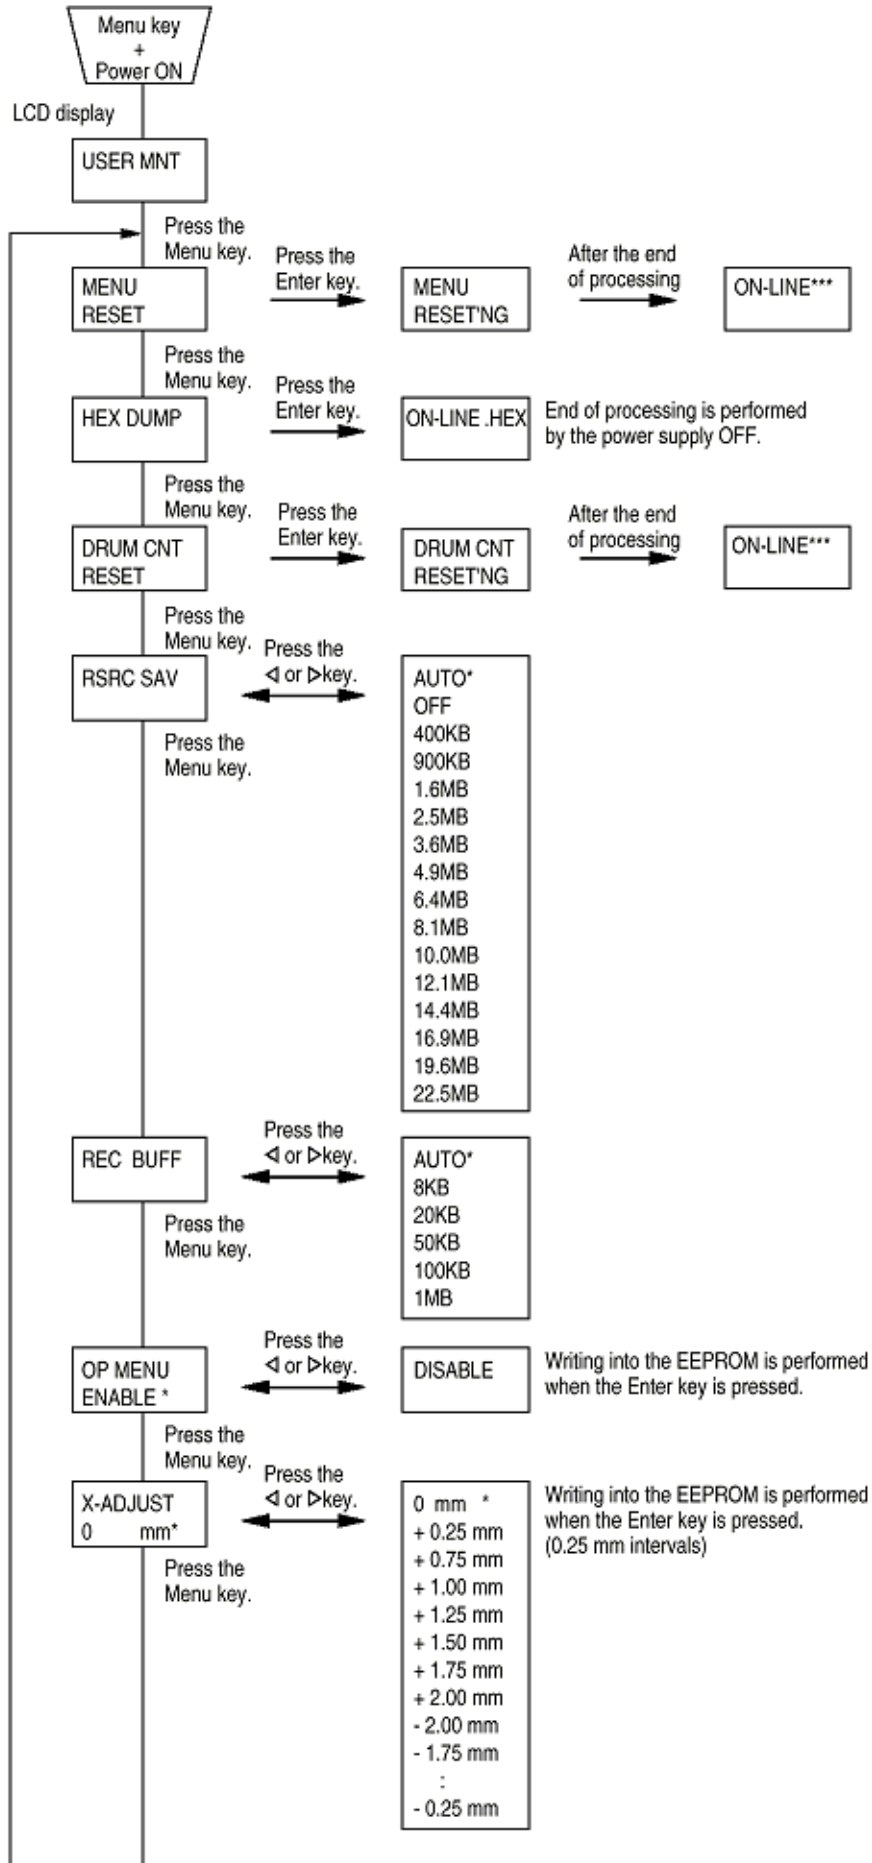 Menu key
+
Power ON
LCD display
USER MNT
Press the
Menu key.
MENU
RESET
Press the
Enter key.
MENU
RESET'NG
After the end
of processing
ON-LINE***
Press the
Menu key.
HEX DUMP
Press the
Enter key.
ON-LINE .HEX
End of processing is performed
by the power supply OFF.
Press the
Menu key.
DRUM CNT
RESET
Press the
Enter key.
DRUM CNT
RESET'NG
After the end
of processing
ON-LINE***
Press the
Menu key.
RSRC SAV
Press the
◁ or ▷key.
AUTO*
OFF
400KB
900KB
1.6MB
2.5MB
3.6MB
4.9MB
6.4MB
8.1MB
10.0MB
12.1MB
14.4MB
16.9MB
19.6MB
22.5MB
Press the
Menu key.
REC BUFF
Press the
◁ or ▷key.
AUTO*
8KB
20KB
50KB
100KB
1MB
Press the
Menu key.
OP MENU
ENABLE *
Press the
◁ or ▷key.
DISABLE
Writing into the EEPROM is performed
when the Enter key is pressed.
Press the
Menu key.
X-ADJUST
0 mm*
Press the
◁ or ▷key.
0 mm *
+ 0.25 mm
+ 0.75 mm
+ 1.00 mm
+ 1.25 mm
+ 1.50 mm
+ 1.75 mm
+ 2.00 mm
- 2.00 mm
- 1.75 mm
:
- 0.25 mm
Writing into the EEPROM is performed
when the Enter key is pressed.
(0.25 mm intervals)
Press the
Menu key.